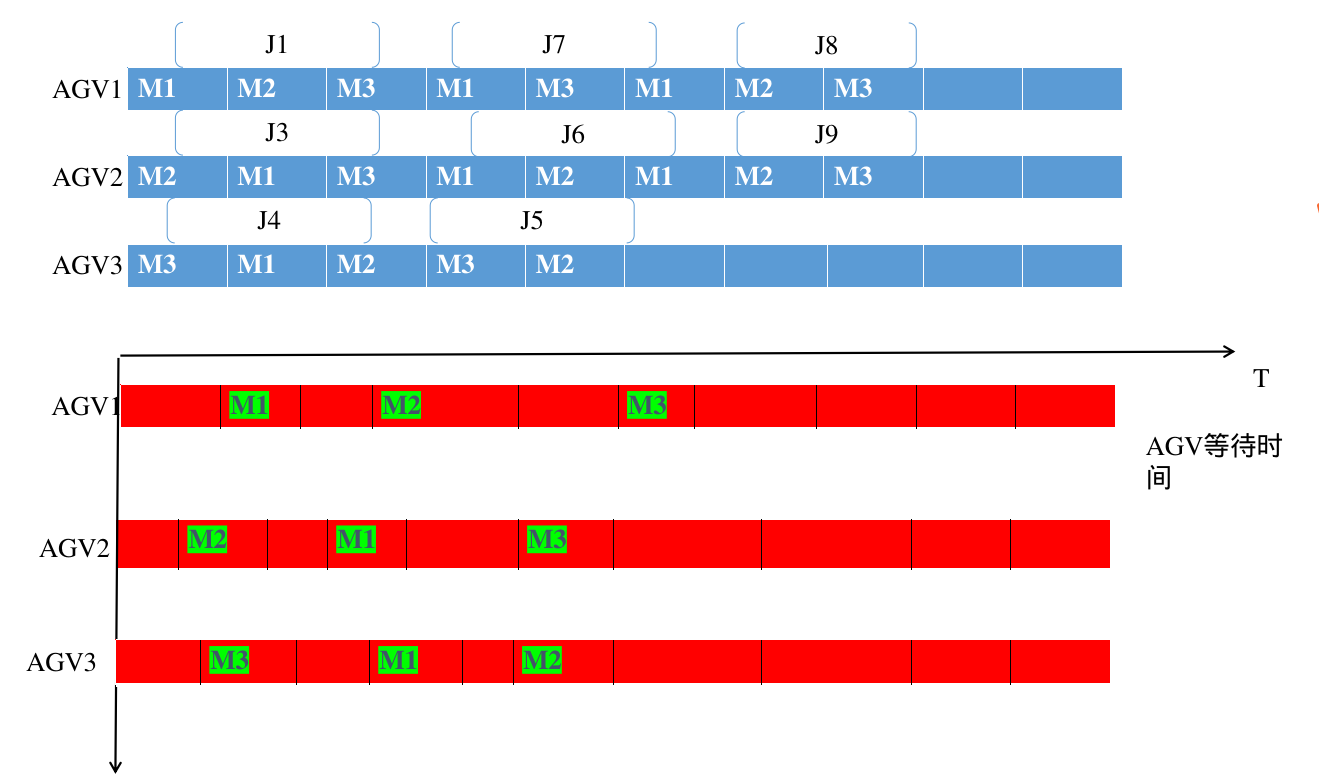 J1 J7 J8
AGV1 M1 M2 M3 M1 M3 M1 M2 M3
J3 J6 J9
AGV2 M2 M1 M3 M1 M2 M1 M2 M3
J4 J5
AGV3 M3 M1 M2 M3 M2
T
AGV1 M1 M2 M3
AGV等待时
间
AGV2 M2 M1 M3
AGV3 M3 M1 M2